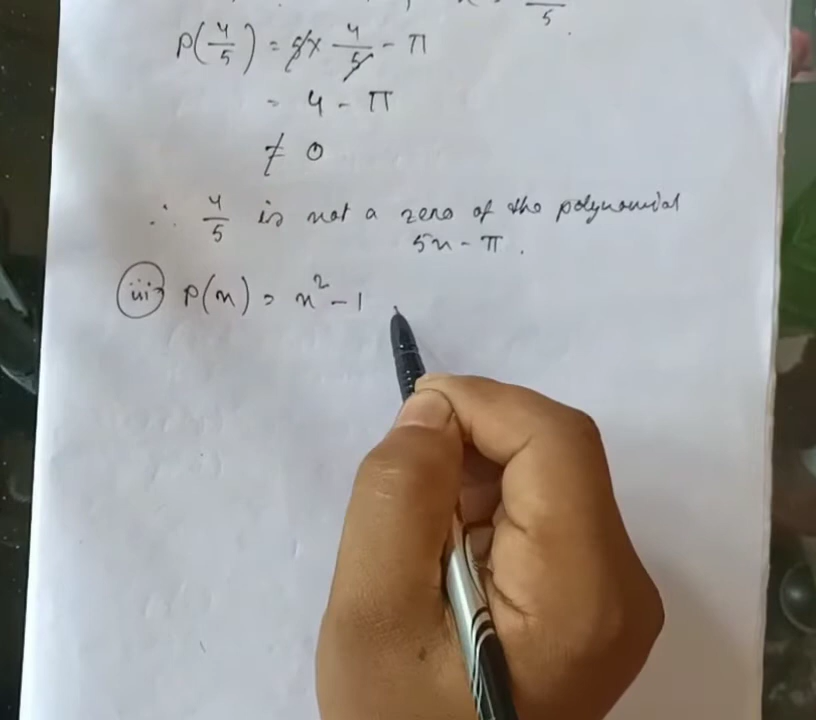 5
P(4/5) = 5 × 4/5 - π
= 4 - π
≠ 0
∴ 4/5 is not a zero of the polynomial
5x - π .
(iii) P(x) = x² - 1